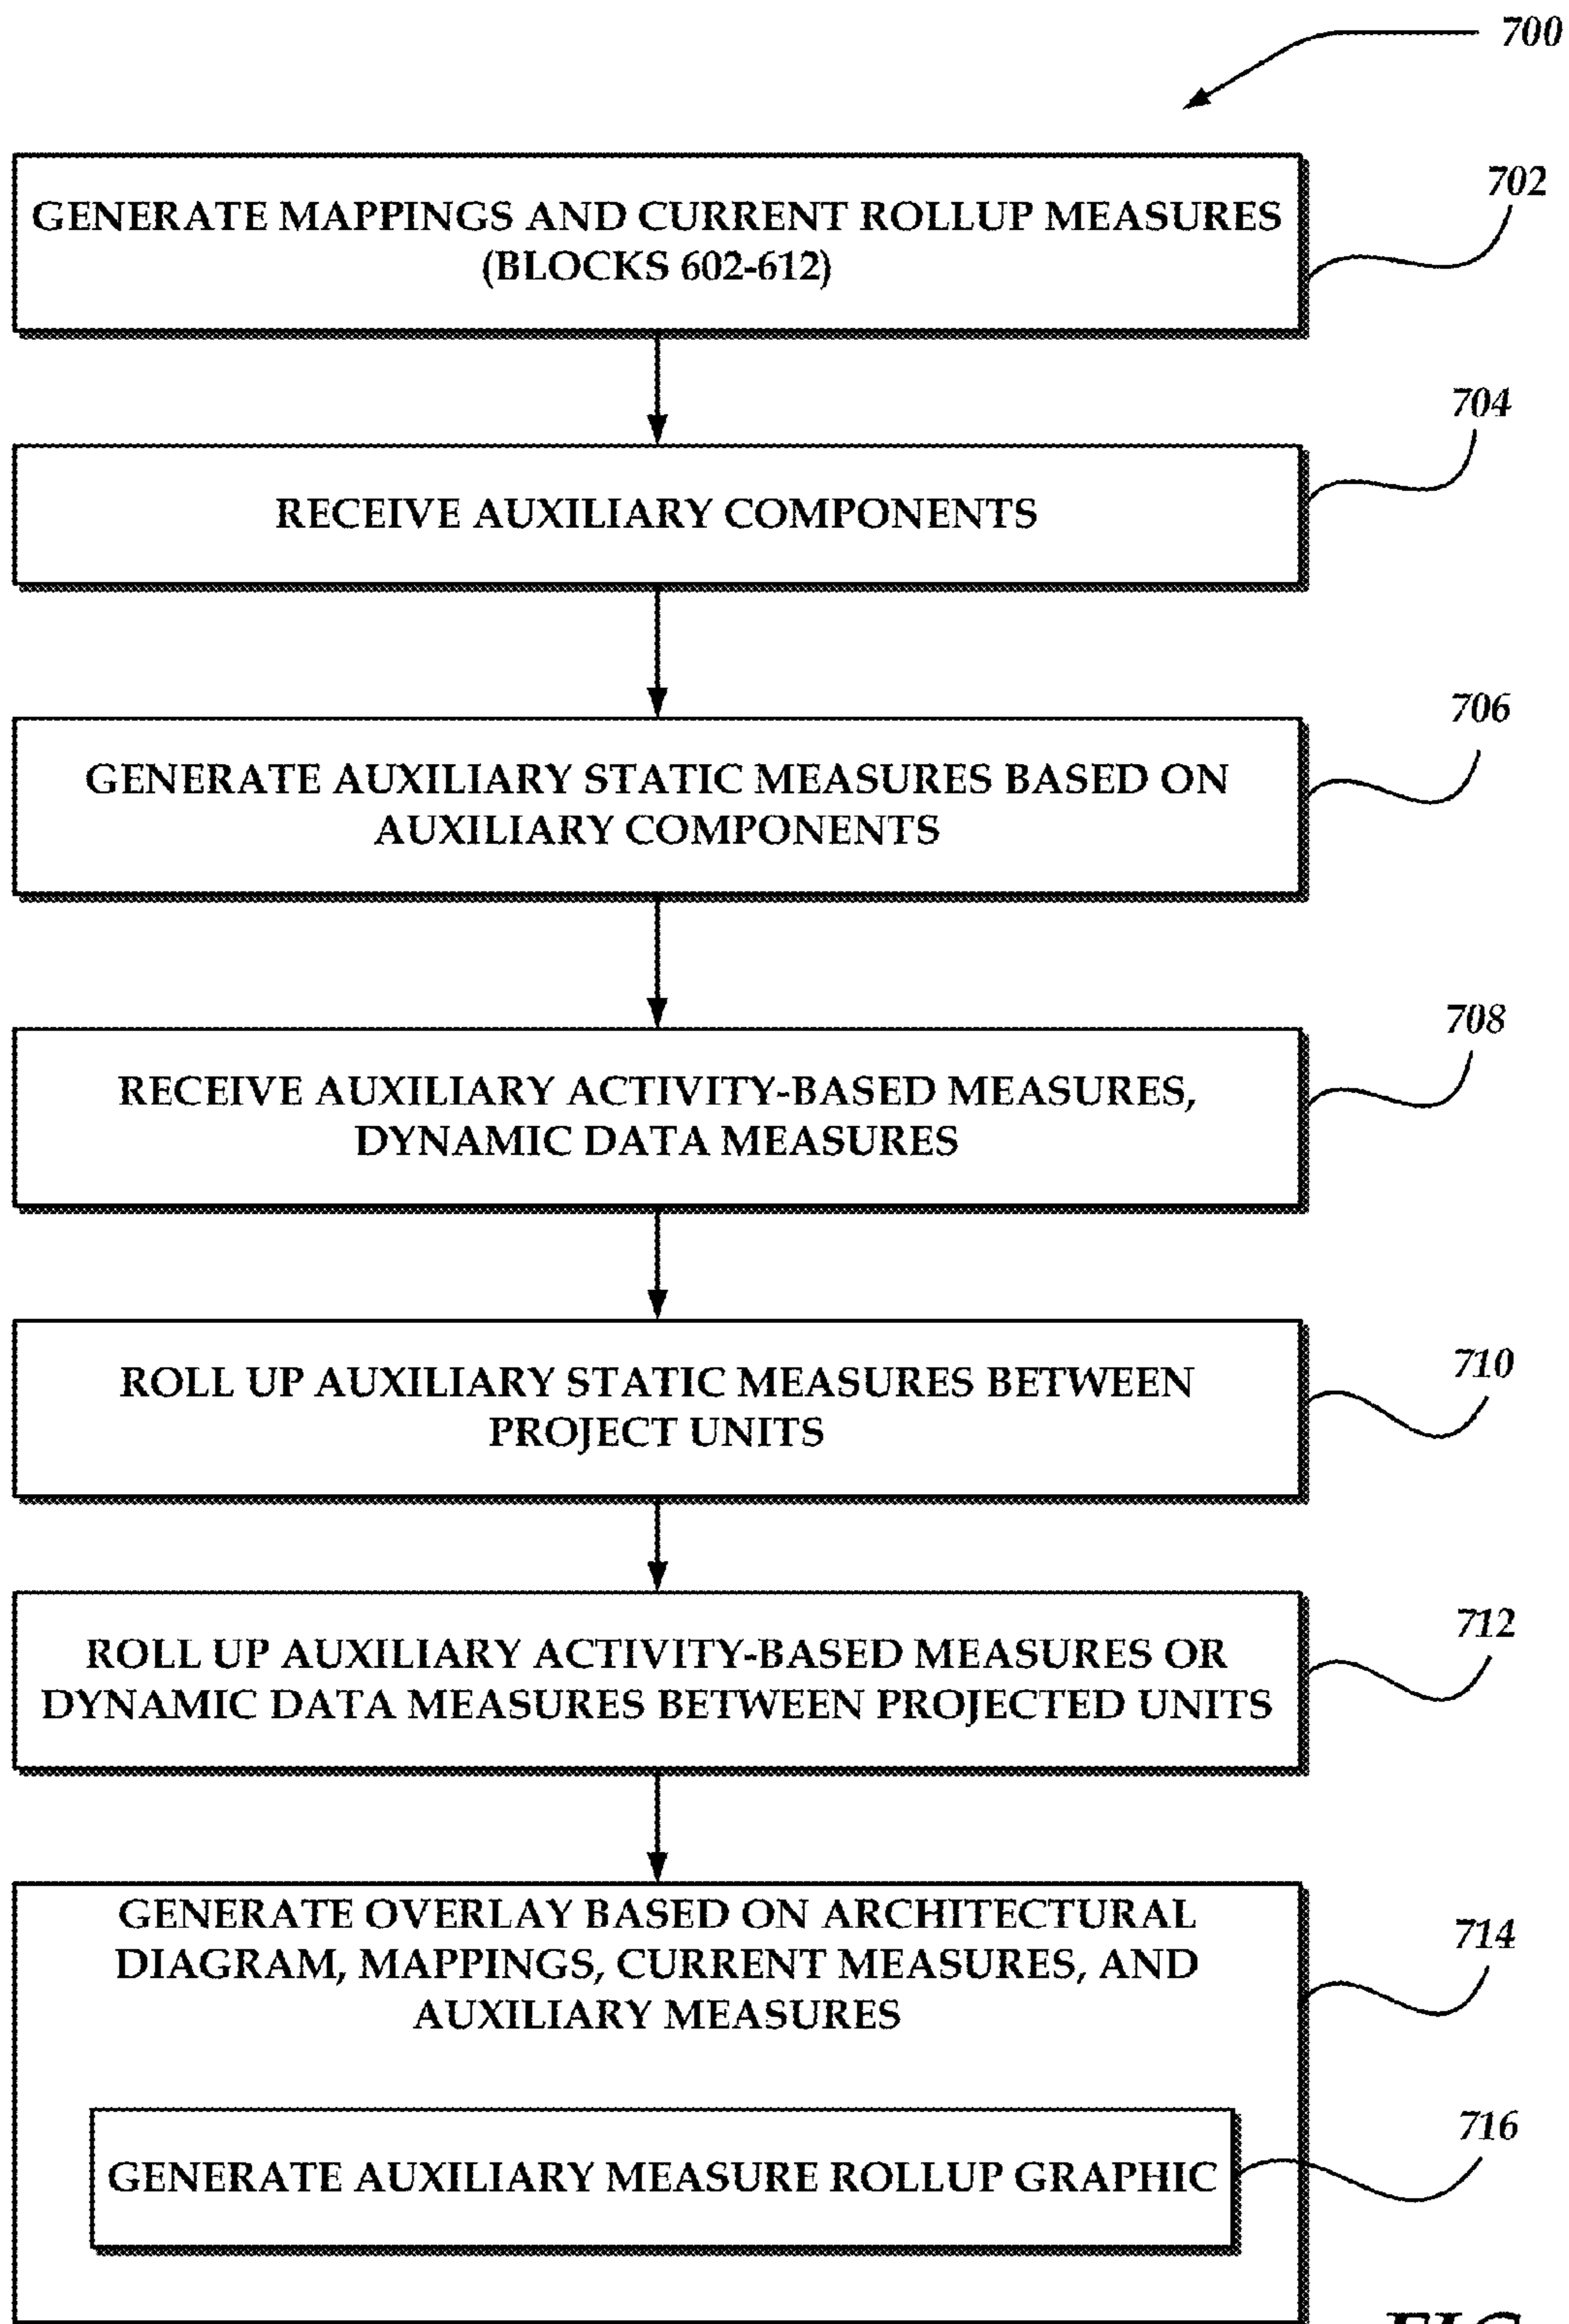 700
702
GENERATE MAPPINGS AND CURRENT ROLLUP MEASURES
(BLOCKS 602-612)
704
RECEIVE AUXILIARY COMPONENTS
706
GENERATE AUXILIARY STATIC MEASURES BASED ON
AUXILIARY COMPONENTS
708
RECEIVE AUXILIARY ACTIVITY-BASED MEASURES,
DYNAMIC DATA MEASURES
710
ROLL UP AUXILIARY STATIC MEASURES BETWEEN
PROJECT UNITS
712
ROLL UP AUXILIARY ACTIVITY-BASED MEASURES OR
DYNAMIC DATA MEASURES BETWEEN PROJECTED UNITS
714
GENERATE OVERLAY BASED ON ARCHITECTURAL
DIAGRAM, MAPPINGS, CURRENT MEASURES, AND
AUXILIARY MEASURES
716
GENERATE AUXILIARY MEASURE ROLLUP GRAPHIC